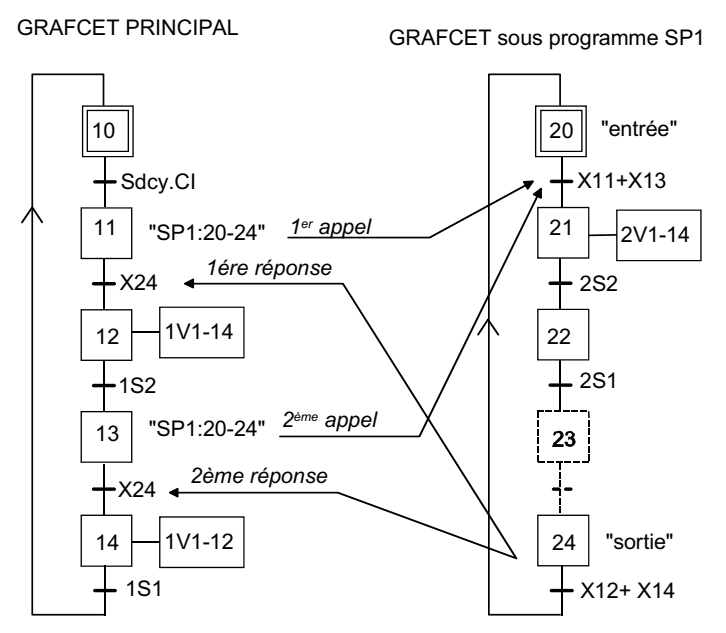 GRAFCET PRINCIPAL
10
Sdcy.CI
11 "SP1:20-24" 1er appel
1ére réponse
X24
12 1V1-14
1S2
13 "SP1:20-24" 2ème appel
2ème réponse
X24
14 1V1-12
1S1
GRAFCET sous programme SP1
20 "entrée"
X11+X13
21 2V1-14
2S2
22
2S1
23
24 "sortie"
X12+ X14